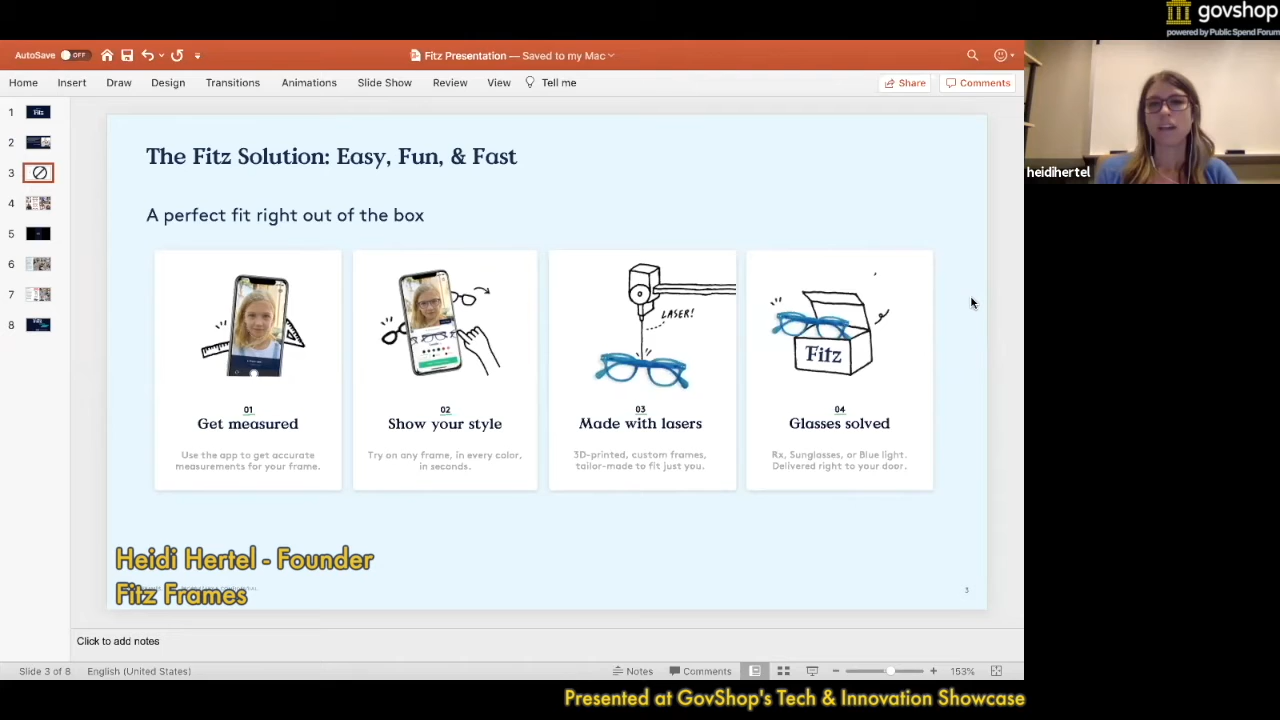 govshop
powered by Public Spend Forum
AutoSave OFF
Fitz Presentation — Saved to my Mac
Home Insert Draw Design Transitions Animations Slide Show Review View Tell me
Share Comments
1
2
3
4
5
6
7
8
Fitz
heidihertel
The Fitz Solution: Easy, Fun, & Fast
A perfect fit right out of the box
LASER!
Fitz
01
Get measured
Use the app to get accurate
measurements for your frame.
02
Show your style
Try on any frame, in every color,
in seconds.
03
Made with lasers
3D-printed, custom frames,
tailor-made to fit just you.
04
Glasses solved
Rx, Sunglasses, or Blue light.
Delivered right to your door.
Heidi Hertel - Founder
Fitz Frames
3
Click to add notes
Slide 3 of 8 English (United States) Notes Comments 153%
Presented at GovShop's Tech & Innovation Showcase